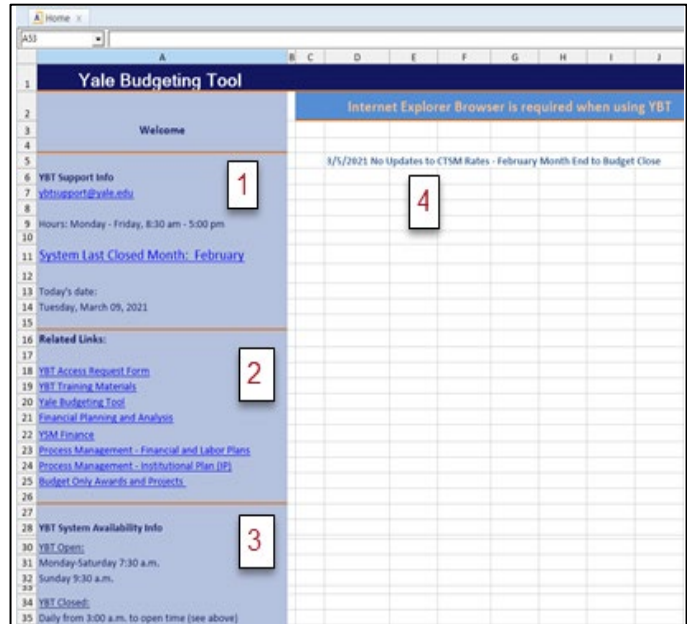 Home x
A53
A B C D E F G H I J
1 Yale Budgeting Tool
2 Internet Explorer Browser is required when using YBT
3 Welcome
4
5 3/5/2021 No Updates to CTSM Rates - February Month End to Budget Close
6 YBT Support Info
1
4
7 ybtsupport@yale.edu
8
9 Hours: Monday - Friday, 8:30 am - 5:00 pm
10
11 System Last Closed Month: February
12
13 Today's date:
14 Tuesday, March 09, 2021
15
16 Related Links:
17
2
18 YBT Access Request Form
19 YBT Training Materials
20 Yale Budgeting Tool
21 Financial Planning and Analysis
22 YSM Finance
23 Process Management - Financial and Labor Plans
24 Process Management - Institutional Plan (IP)
25 Budget Only Awards and Projects
26
27
28 YBT System Availability Info
3
30 YBT Open:
31 Monday-Saturday 7:30 a.m.
32 Sunday 9:30 a.m.
33
34 YBT Closed:
35 Daily from 3:00 a.m. to open time (see above)